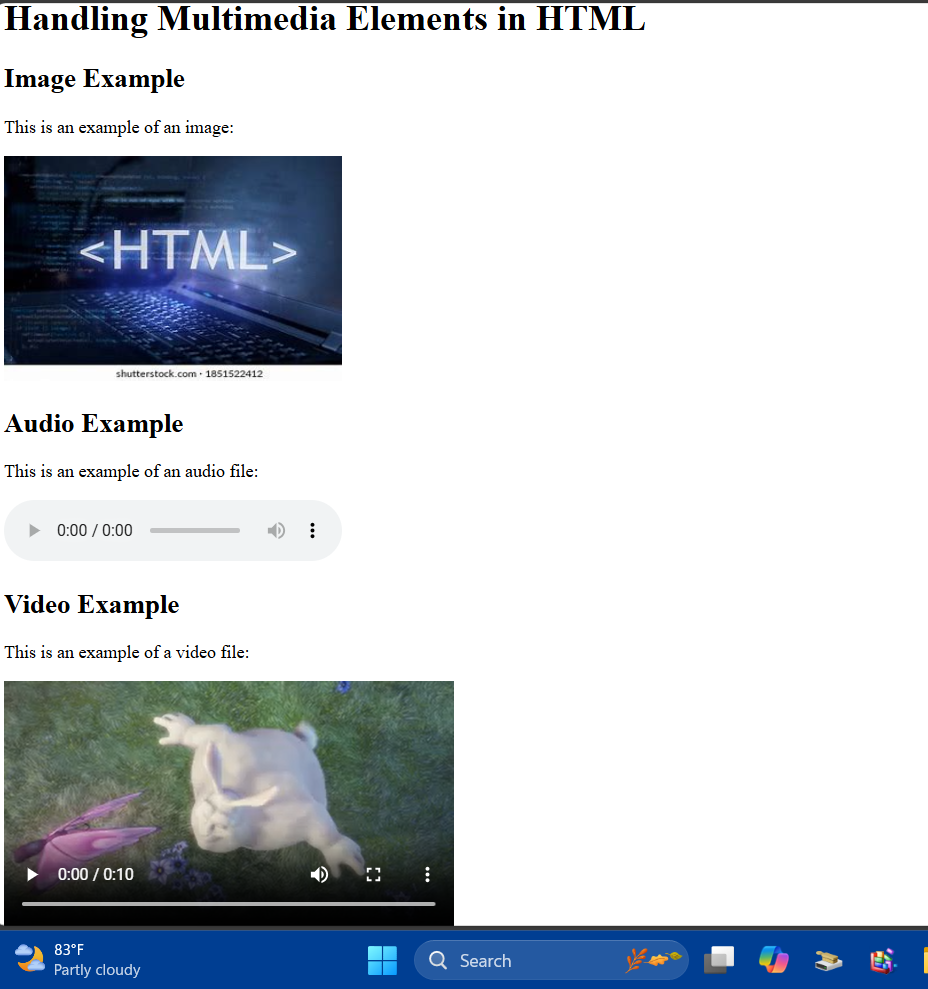 Handling Multimedia Elements in HTML
Image Example
This is an example of an image:
<HTML>
shutterstock.com · 1851522412
Audio Example
This is an example of an audio file:
0:00 / 0:00
Video Example
This is an example of a video file:
0:00 / 0:10
83°F
Partly cloudy
Search